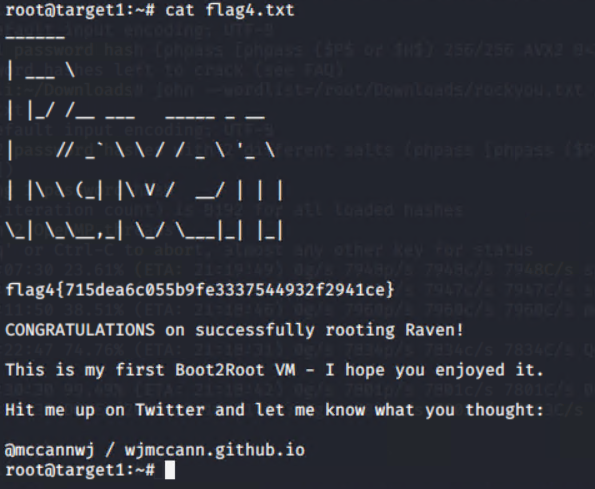 root@target1:~# cat flag4.txt
______
| ___ \
| |_/ /__ ___   _____ _ __
|    // _` \ \ / / _ \ '_ \
| |\ \ (_| |\ V /  __/ | | |
\_| \_\__,_| \_/ \___|_| |_|
flag4{715dea6c055b9fe3337544932f2941ce}
CONGRATULATIONS on successfully rooting Raven!
This is my first Boot2Root VM - I hope you enjoyed it.
Hit me up on Twitter and let me know what you thought:
@mccannwj / wjmccann.github.io
root@target1:~#